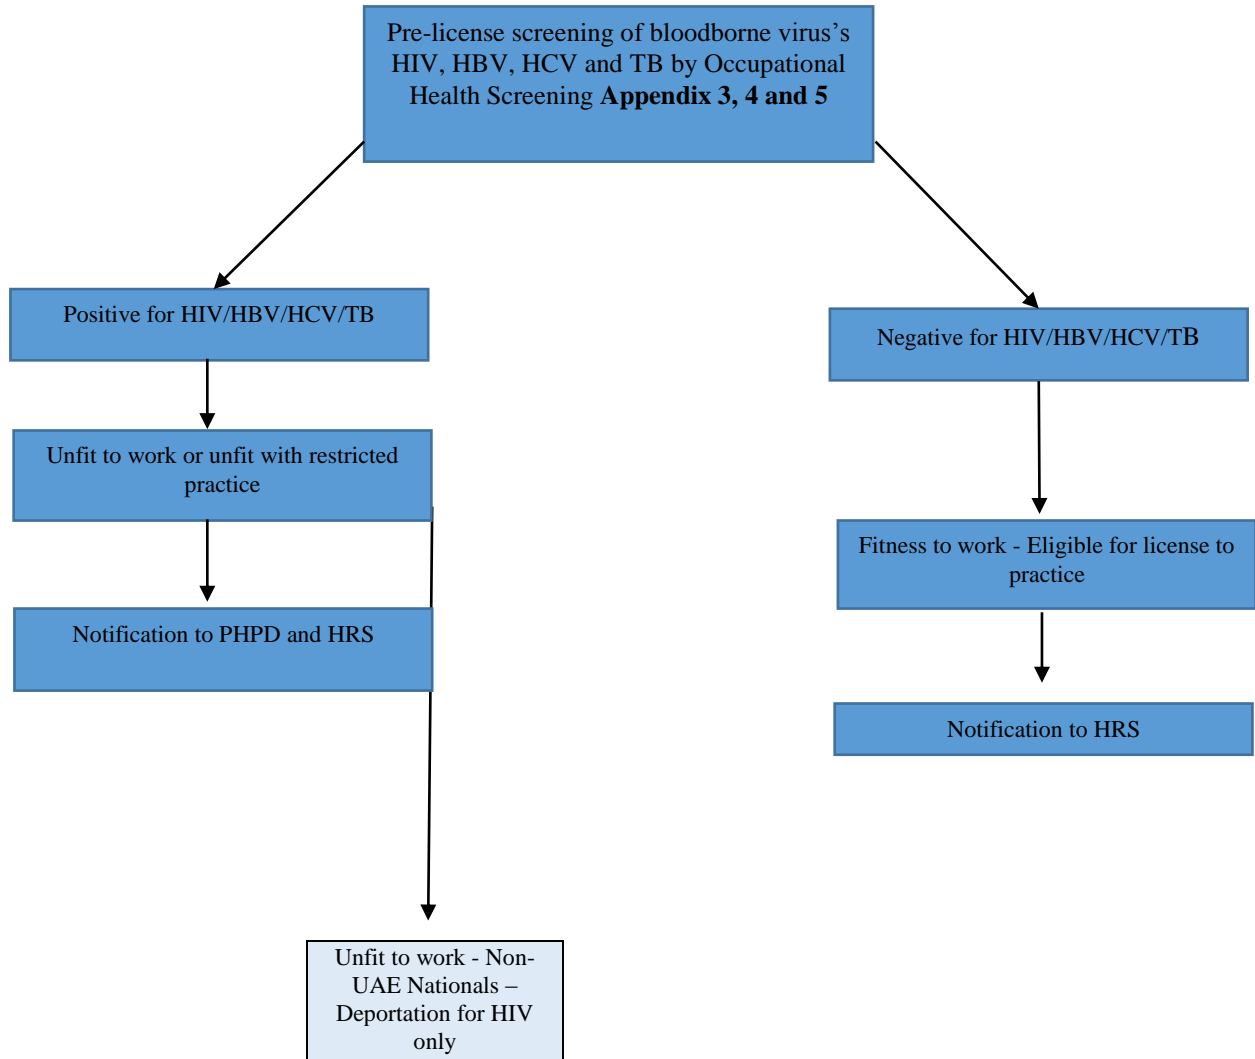 Pre-license screening of bloodborne virus’s
HIV, HBV, HCV and TB by Occupational
Health Screening Appendix 3, 4 and 5
Positive for HIV/HBV/HCV/TB
Negative for HIV/HBV/HCV/TB
Unfit to work or unfit with restricted
practice
Fitness to work - Eligible for license to
practice
Notification to PHPD and HRS
Notification to HRS
Unfit to work - Non-
UAE Nationals –
Deportation for HIV
only